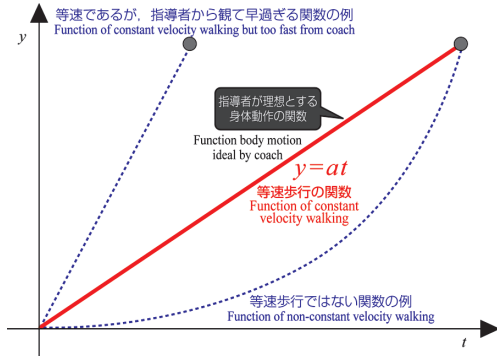 等速であるが，指導者から観て早過ぎる関数の例
Function of constant velocity walking but too fast from coach
y
指導者が理想とする
身体動作の関数
Function body motion
ideal by coach
y=at
等速歩行の関数
Function of constant
velocity walking
等速歩行ではない関数の例
Function of non-constant velocity walking
t